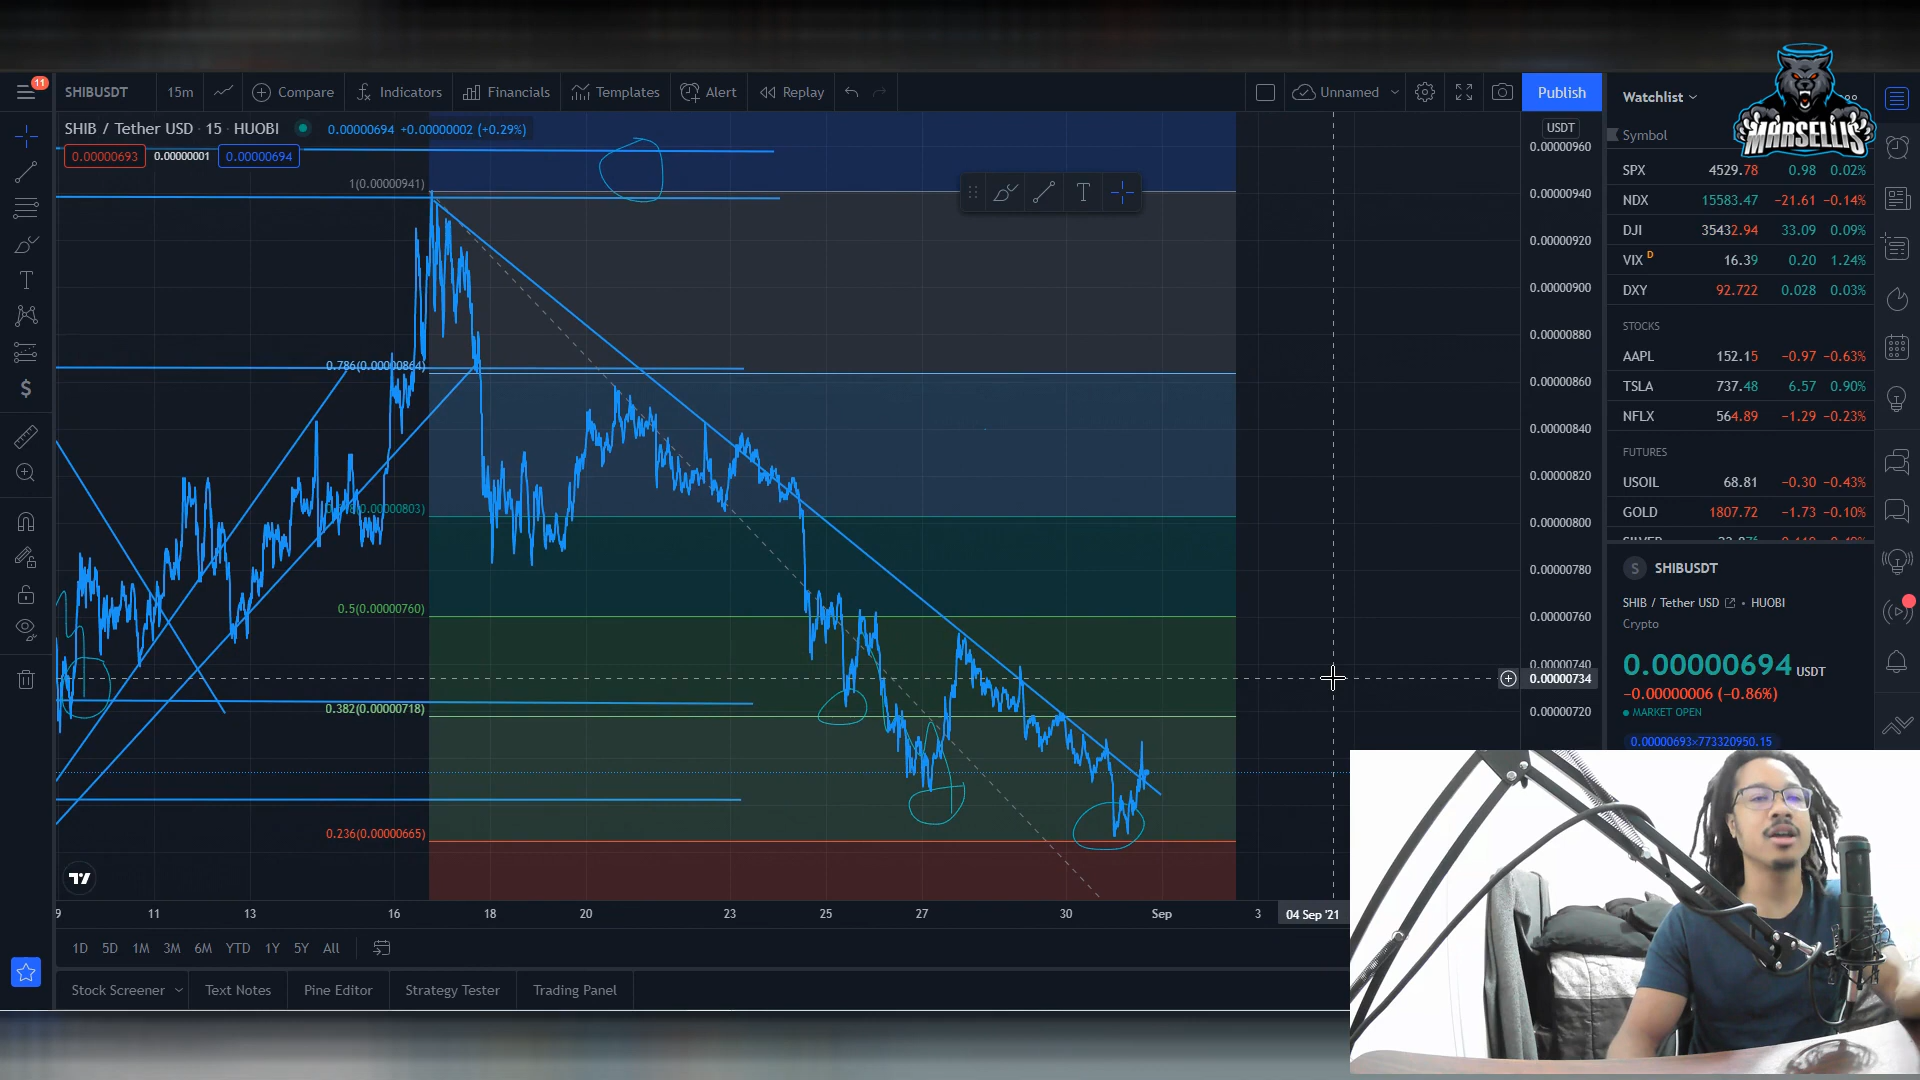 11
SHIBUSDT 15m Compare Indicators Financials Templates Alert Replay Unnamed Publish
Watchlist
MARSELLIS
SHIB / Tether USD · 15 · HUOBI 0.00000694 +0.00000002 (+0.29%)
0.00000693 0.00000001 0.00000694
USDT
Symbol
SPX 4529.78 0.98 0.02%
NDX 15583.47 −21.61 −0.14%
DJI 35432.94 33.09 0.09%
VIX D 16.39 0.20 1.24%
DXY 92.722 0.028 0.03%
STOCKS
AAPL 152.15 −0.97 −0.63%
TSLA 737.48 6.57 0.90%
NFLX 564.89 −1.29 −0.23%
FUTURES
USOIL 68.81 −0.30 −0.43%
GOLD 1807.72 −1.73 −0.10%
S SHIBUSDT
SHIB / Tether USD • HUOBI
Crypto
0.00000694 USDT
−0.00000006 (−0.86%)
MARKET OPEN
0.00000693×773320950.15
1(0.00000941)
0.786(0.00000864)
0.5(0.00000760)
0.382(0.00000718)
0.236(0.00000665)
0.00000960
0.00000940
0.00000920
0.00000900
0.00000880
0.00000860
0.00000840
0.00000820
0.00000800
0.00000780
0.00000760
0.00000740
0.00000734
0.00000720
9 11 13 16 18 20 23 25 27 30 Sep 3 04 Sep '21
1D 5D 1M 3M 6M YTD 1Y 5Y All
Stock Screener Text Notes Pine Editor Strategy Tester Trading Panel